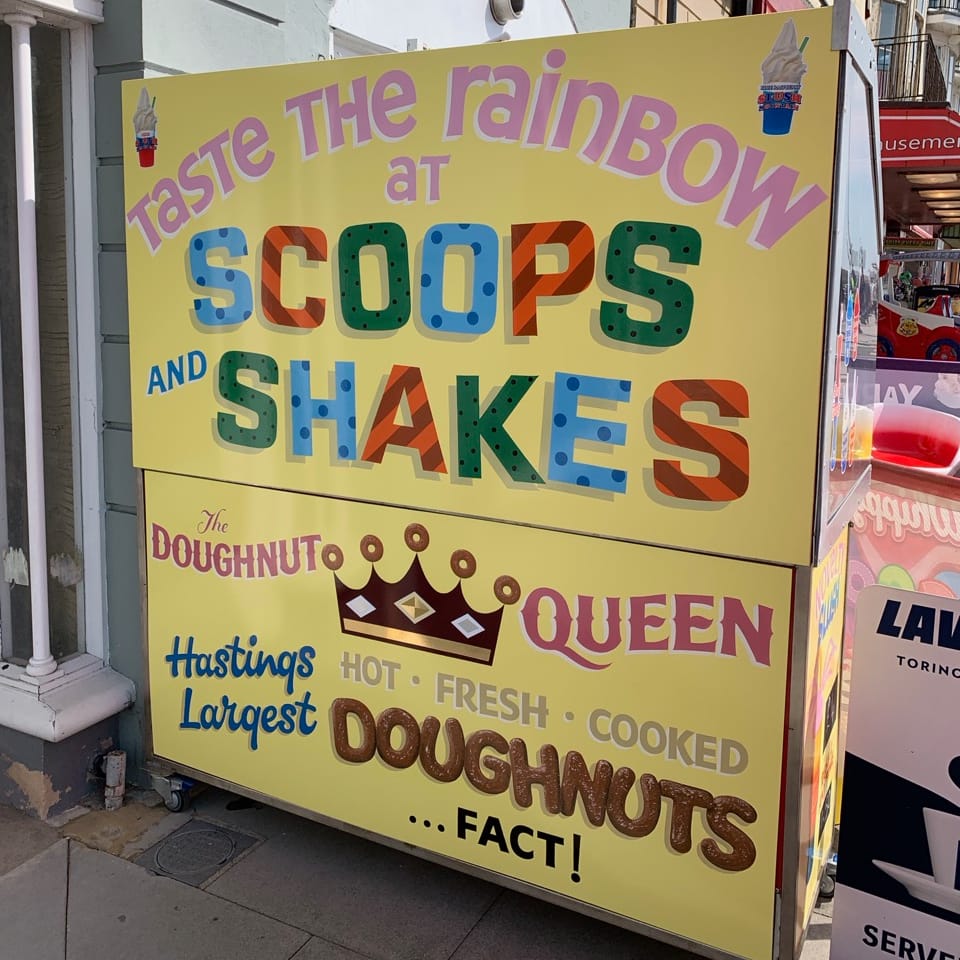 Taste THE rainBOW
aT
SCOOPS
AND SHAKES
The
DOUGHNUT QUEEN
Hastings
Largest
HOT · FRESH · COOKED
DOUGHNUTS
... FACT!
LAV
TORINO
SERVE